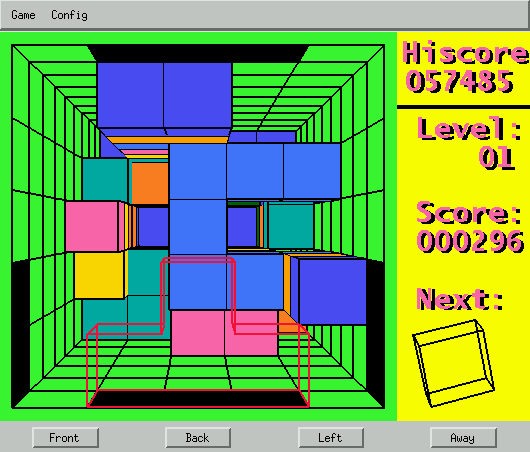 Game Config
Hiscore
057485
Level:
01
Score:
000296
Next:
Front Back Left Away